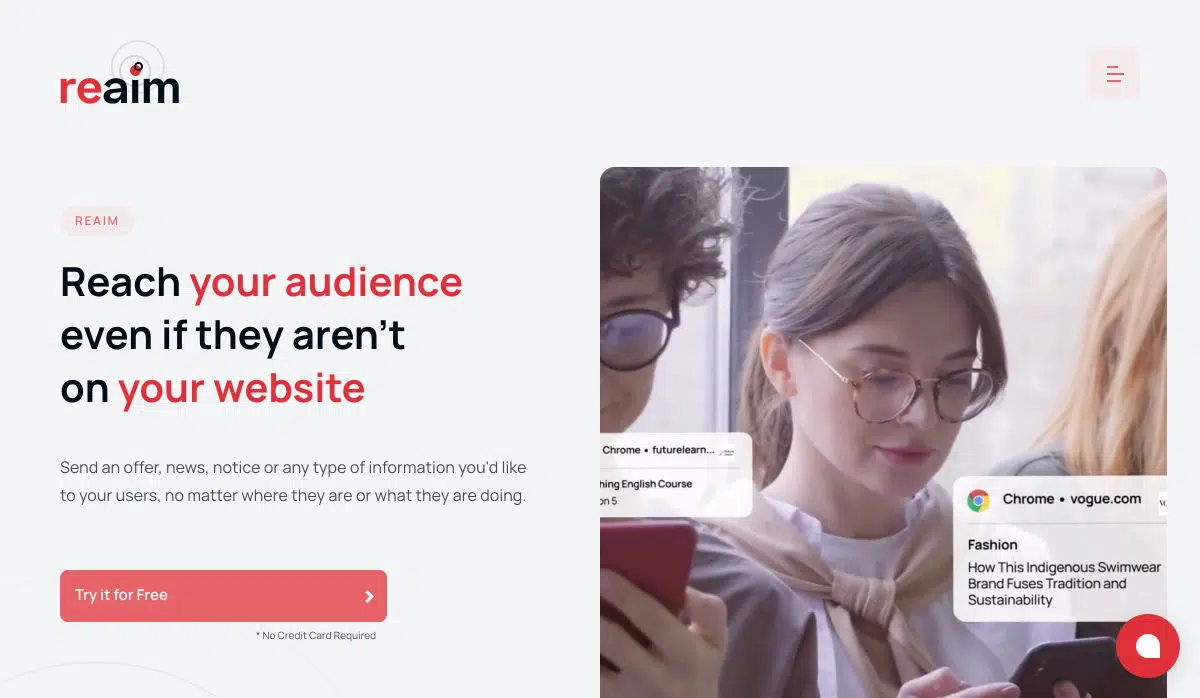 reaim
REAIM
Reach your audience
even if they aren't
on your website
Send an offer, news, notice or any type of information you'd like
to your users, no matter where they are or what they are doing.
Try it for Free
* No Credit Card Required
Chrome • futurelearn...
hing English Course
on 5
Chrome • vogue.com
Fashion
How This Indigenous Swimwear
Brand Fuses Tradition and
Sustainability